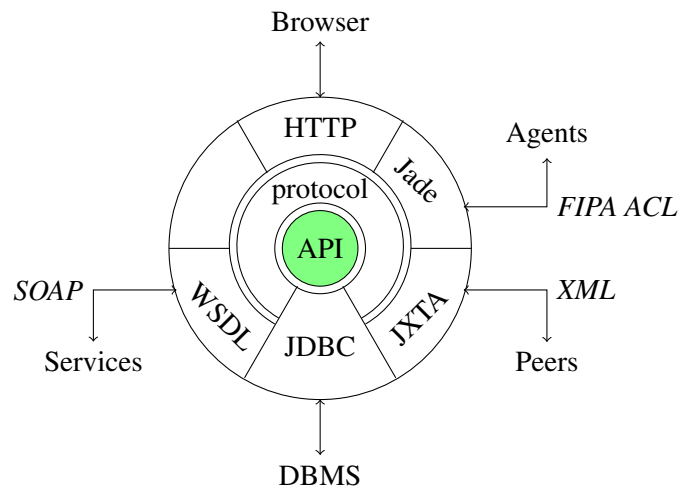 Browser
HTTP
Agents
Jade
protocol
FIPA ACL
API
SOAP
XML
WSDL
JXTA
JDBC
Services
Peers
DBMS